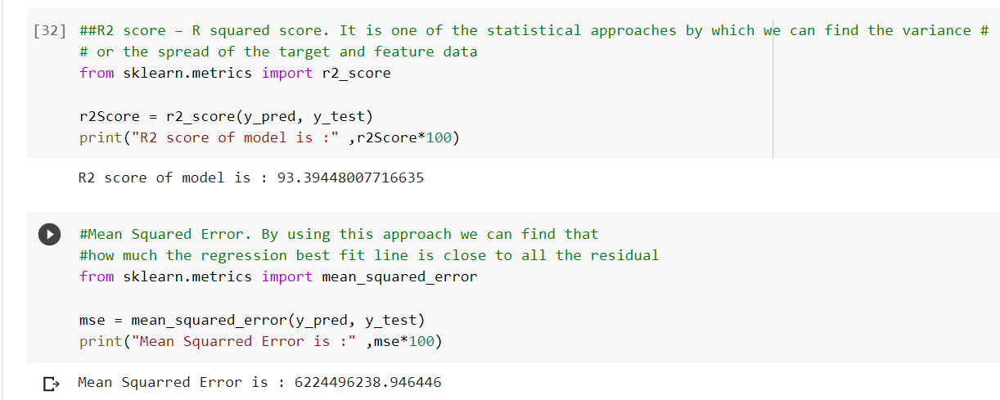 [32] ##R2 score – R squared score. It is one of the statistical approaches by which we can find the variance #
# or the spread of the target and feature data
from sklearn.metrics import r2_score
r2Score = r2_score(y_pred, y_test)
print("R2 score of model is :" ,r2Score*100)
R2 score of model is : 93.39448007716635
#Mean Squared Error. By using this approach we can find that
#how much the regression best fit line is close to all the residual
from sklearn.metrics import mean_squared_error
mse = mean_squared_error(y_pred, y_test)
print("Mean Squarred Error is :" ,mse*100)
Mean Squarred Error is : 6224496238.946446